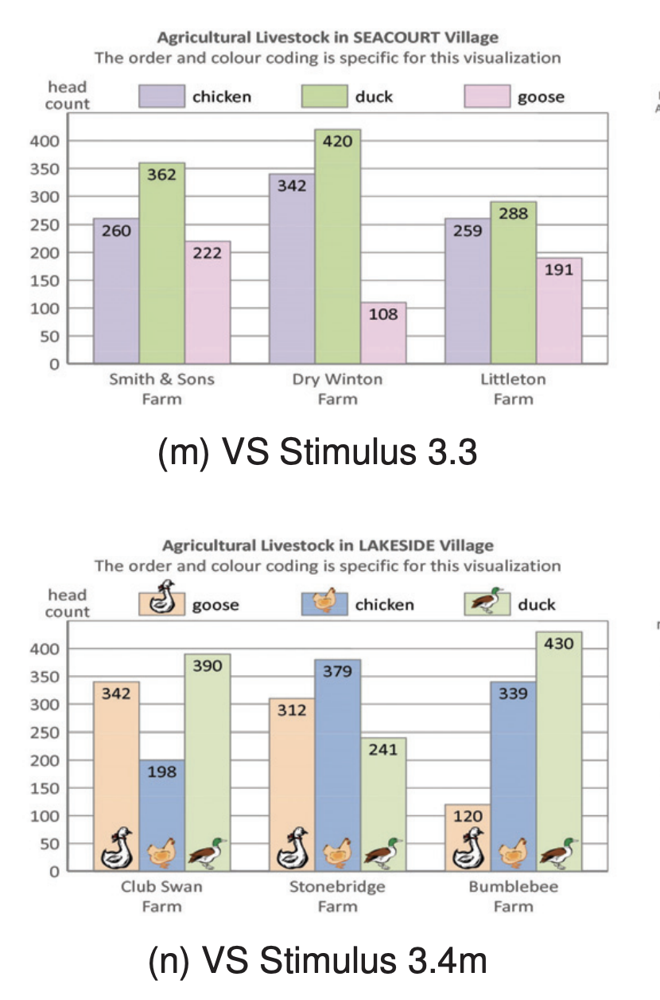 Agricultural Livestock in SEACOURT Village
The order and colour coding is specific for this visualization
head
count
chicken duck goose
400
350
300
250
200
150
100
50
0
260 362 222
342 420 108
259 288 191
Smith & Sons
Farm
Dry Winton
Farm
Littleton
Farm
(m) VS Stimulus 3.3
Agricultural Livestock in LAKESIDE Village
The order and colour coding is specific for this visualization
head
count
goose chicken duck
400
350
300
250
200
150
100
50
0
342 198 390
312 379 241
120 339 430
Club Swan
Farm
Stonebridge
Farm
Bumblebee
Farm
(n) VS Stimulus 3.4m